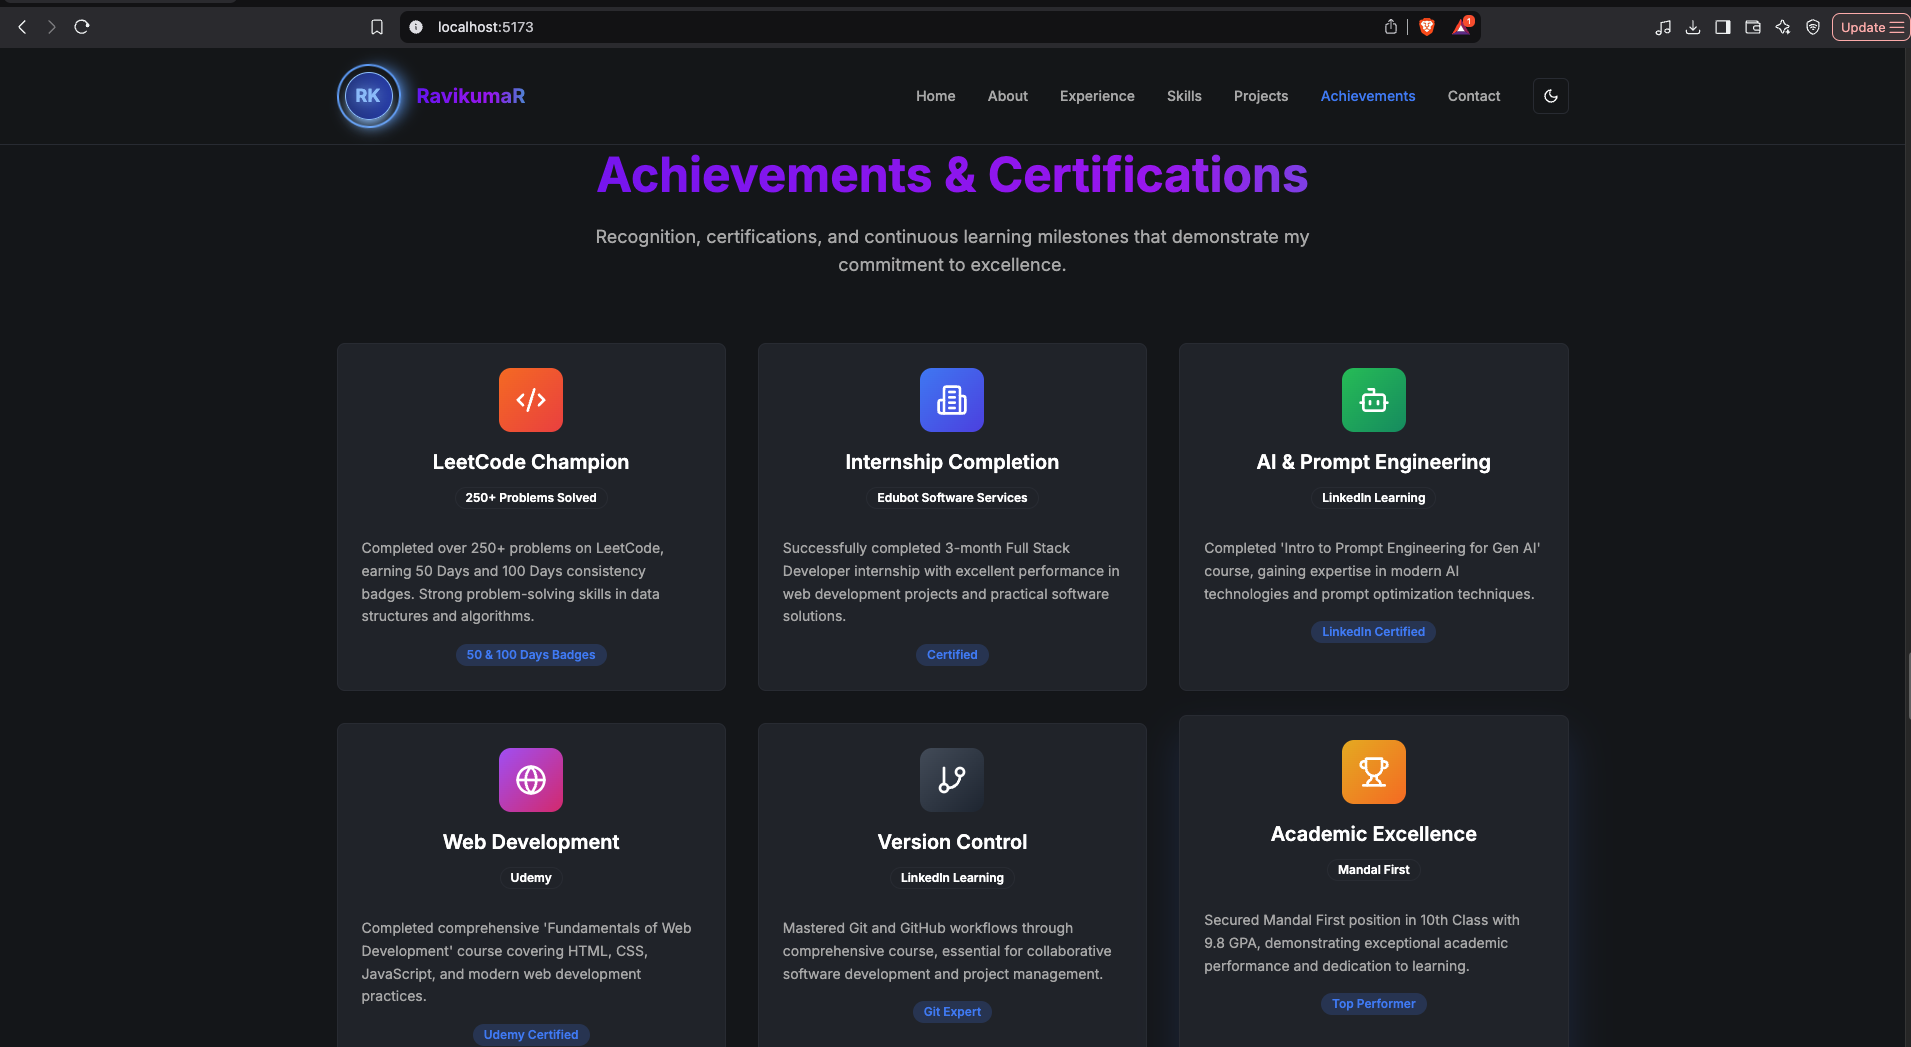 localhost:5173
1
Update
RK
RavikumaR
Home
About
Experience
Skills
Projects
Achievements
Contact
Achievements & Certifications
Recognition, certifications, and continuous learning milestones that demonstrate my
commitment to excellence.
LeetCode Champion
250+ Problems Solved
Completed over 250+ problems on LeetCode,
earning 50 Days and 100 Days consistency
badges. Strong problem-solving skills in data
structures and algorithms.
50 & 100 Days Badges
Internship Completion
Edubot Software Services
Successfully completed 3-month Full Stack
Developer internship with excellent performance in
web development projects and practical software
solutions.
Certified
AI & Prompt Engineering
LinkedIn Learning
Completed 'Intro to Prompt Engineering for Gen AI'
course, gaining expertise in modern AI
technologies and prompt optimization techniques.
LinkedIn Certified
Web Development
Udemy
Completed comprehensive 'Fundamentals of Web
Development' course covering HTML, CSS,
JavaScript, and modern web development
practices.
Udemy Certified
Version Control
LinkedIn Learning
Mastered Git and GitHub workflows through
comprehensive course, essential for collaborative
software development and project management.
Git Expert
Academic Excellence
Mandal First
Secured Mandal First position in 10th Class with
9.8 GPA, demonstrating exceptional academic
performance and dedication to learning.
Top Performer